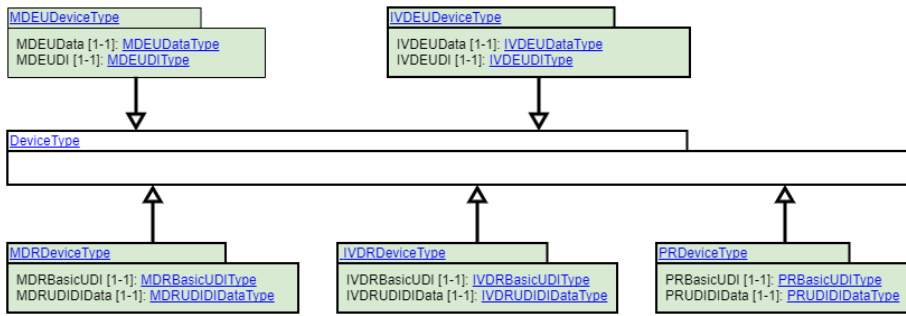 MDEUDeviceType
MDEUData [1-1]: MDEUDataType
MDEUDI [1-1]: MDEUDIType
IVDEUDeviceType
IVDEUData [1-1]: IVDEUDataType
IVDEUDI [1-1]: IVDEUDIType
DeviceType
MDRDeviceType
MDRBasicUDI [1-1]: MDRBasicUDIType
MDRUDIDIData [1-1]: MDRUDIDIDataType
.IVDRDeviceType
IVDRBasicUDI [1-1]: IVDRBasicUDIType
IVDRUDIDIData [1-1]: IVDRUDIDIDataType
PRDeviceType
PRBasicUDI [1-1]: PRBasicUDIType
PRUDIDIData [1-1]: PRUDIDIDataType